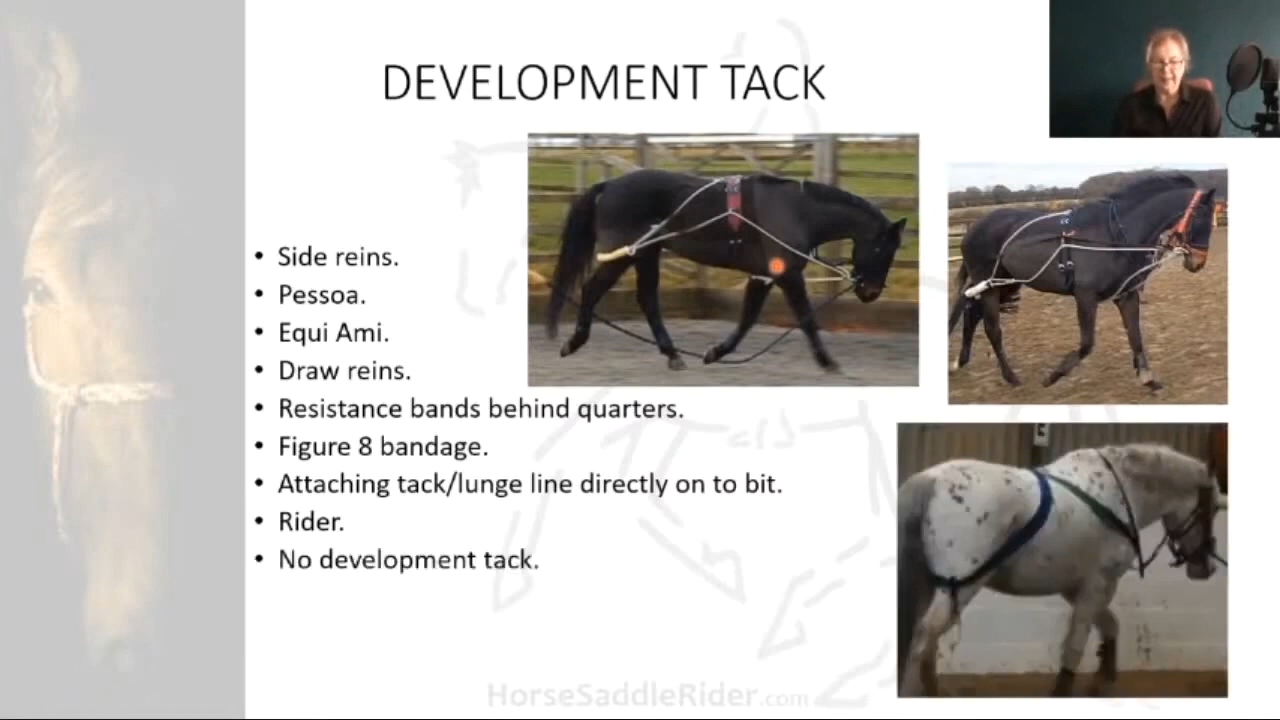 DEVELOPMENT TACK
• Side reins.
• Pessoa.
• Equi Ami.
• Draw reins.
• Resistance bands behind quarters.
• Figure 8 bandage.
• Attaching tack/lunge line directly on to bit.
• Rider.
• No development tack.
HorseSaddleRider.com